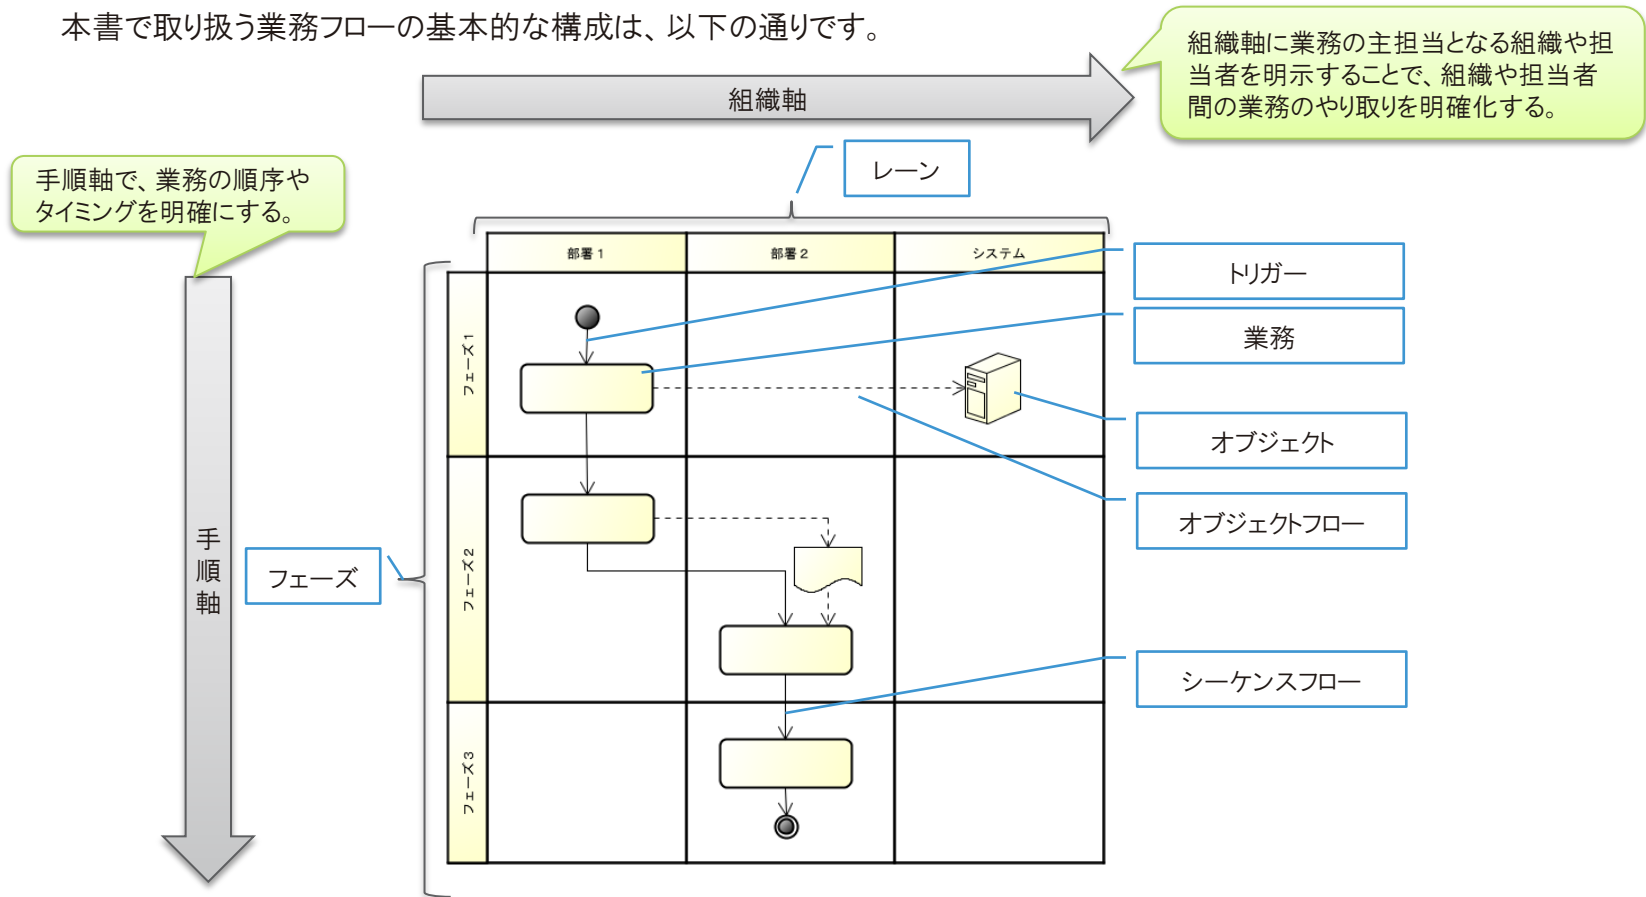 本書で取り扱う業務フローの基本的な構成は、以下の通りです。
組織軸に業務の主担当となる組織や担
当者を明示することで、組織や担当者
間の業務のやり取りを明確化する。
組織軸
手順軸で、業務の順序や
タイミングを明確にする。
レーン
部署1
部署2
システム
トリガー
業務
フェーズ1
オブジェクト
オブジェクトフロー
手順軸
フェーズ
フェーズ2
シーケンスフロー
フェーズ3